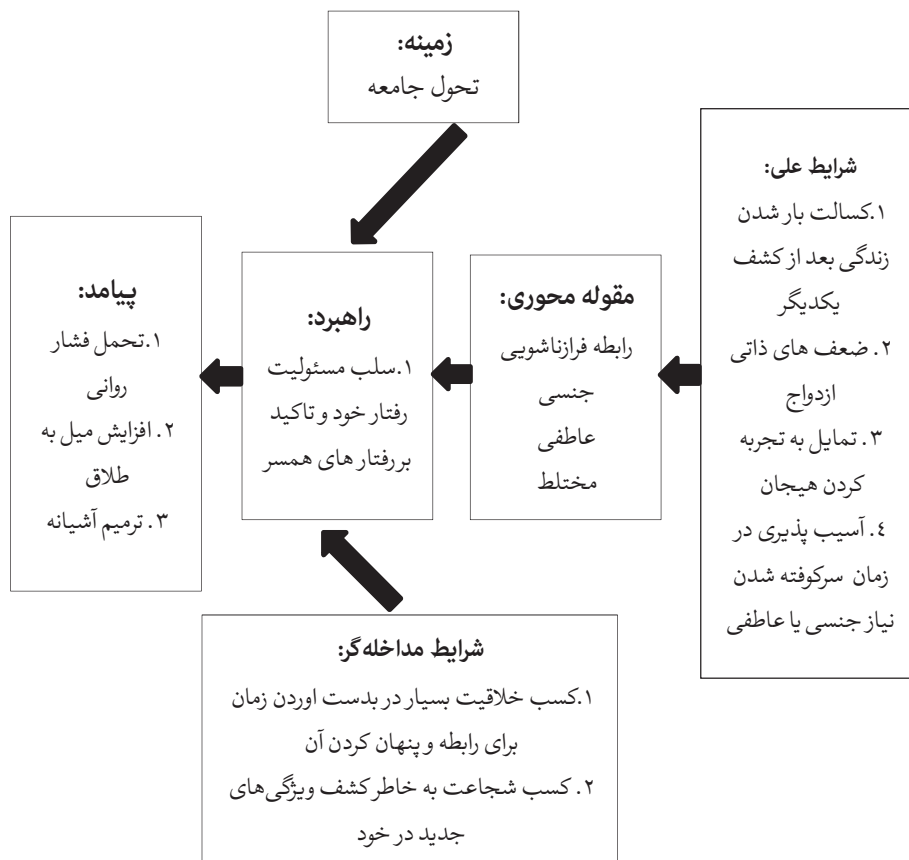 زمینه:
تحول جامعه
شرایط علی:
۱.کسالت بار شدن
زندگی بعد از کشف
یکدیگر
۲. ضعف های ذاتی
ازدواج
۳. تمایل به تجربه
کردن هیجان
٤. آسیب پذیری در
زمان سرکوفته شدن
نیاز جنسی یا عاطفی
مقوله محوری:
رابطه فرازناشویی
جنسی
عاطفی
مختلط
راهبرد:
۱.سلب مسئولیت
رفتار خود و تاکید
بر رفتار های همسر
پیامد:
۱.تحمل فشار
روانی
۲. افزایش میل به
طلاق
۳. ترمیم آشیانه
شرایط مداخله‌گر:
۱.کسب خلاقیت بسیار در بدست اوردن زمان
برای رابطه و پنهان کردن آن
۲. کسب شجاعت به خاطر کشف ویژگی‌های
جدید در خود